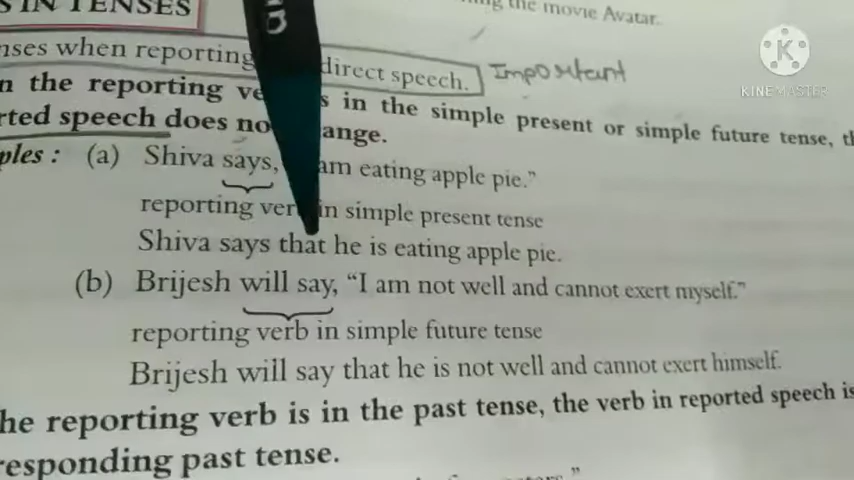 S IN TENSES
ng the movie Avatar.
nses when reporting direct speech. Important
n the reporting ve s in the simple present or simple future tense, th
rted speech does no ange.
ples : (a) Shiva says, am eating apple pie.”
reporting verb in simple present tense
Shiva says that he is eating apple pie.
(b) Brijesh will say, “I am not well and cannot exert myself.”
reporting verb in simple future tense
Brijesh will say that he is not well and cannot exert himself.
he reporting verb is in the past tense, the verb in reported speech is
responding past tense.
K
KINE MASTER